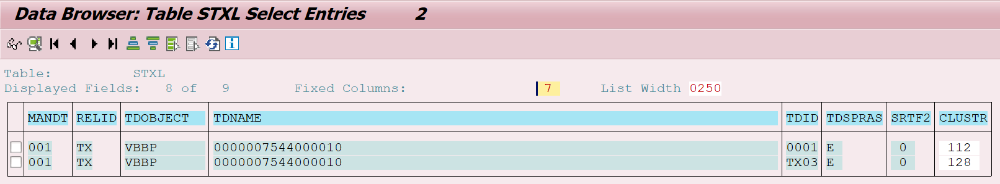 Data Browser: Table STXL Select Entries 2
Table: STXL
Displayed Fields: 8 of 9 Fixed Columns: 7 List Width 0250
MANDT RELID TDOBJECT TDNAME TDID TDSPRAS SRTF2 CLUSTR
001 TX VBBP 0000007544000010 0001 E 0 112
001 TX VBBP 0000007544000010 TX03 E 0 128